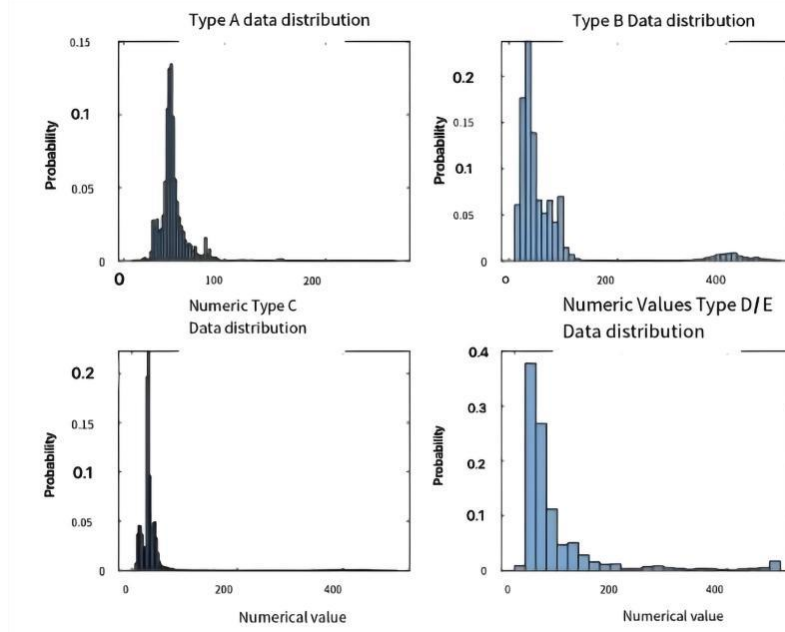 Type A data distribution
Type B Data distribution
0.15
0.1
0.05
0
Probability
0 100 200
0.2
0.15
0.1
0.05
0
Probability
0 200 400
Numeric Type C
Data distribution
Numeric Values Type D/E
Data distribution
0.2
0.15
0.1
0.05
0
Probability
0 200 400
Numerical value
0.4
0.3
0.2
0.1
0
Probability
0 200 400
Numerical value